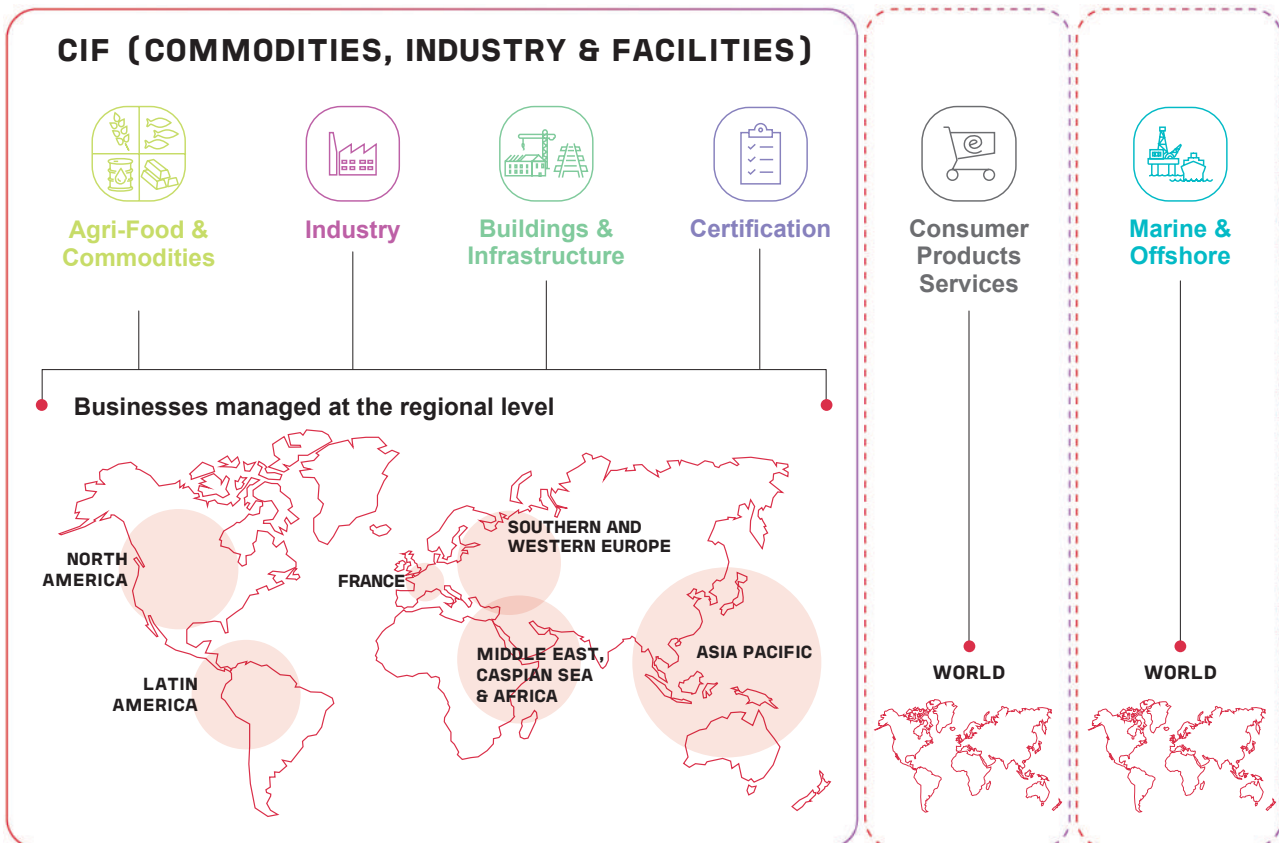 CIF (COMMODITIES, INDUSTRY & FACILITIES)
Agri-Food &
Commodities
Industry
Buildings &
Infrastructure
Certification
e
Consumer
Products
Services
Marine &
Offshore
Businesses managed at the regional level
NORTH
AMERICA
LATIN
AMERICA
FRANCE
SOUTHERN AND
WESTERN EUROPE
MIDDLE EAST,
CASPIAN SEA
& AFRICA
ASIA PACIFIC
WORLD
WORLD